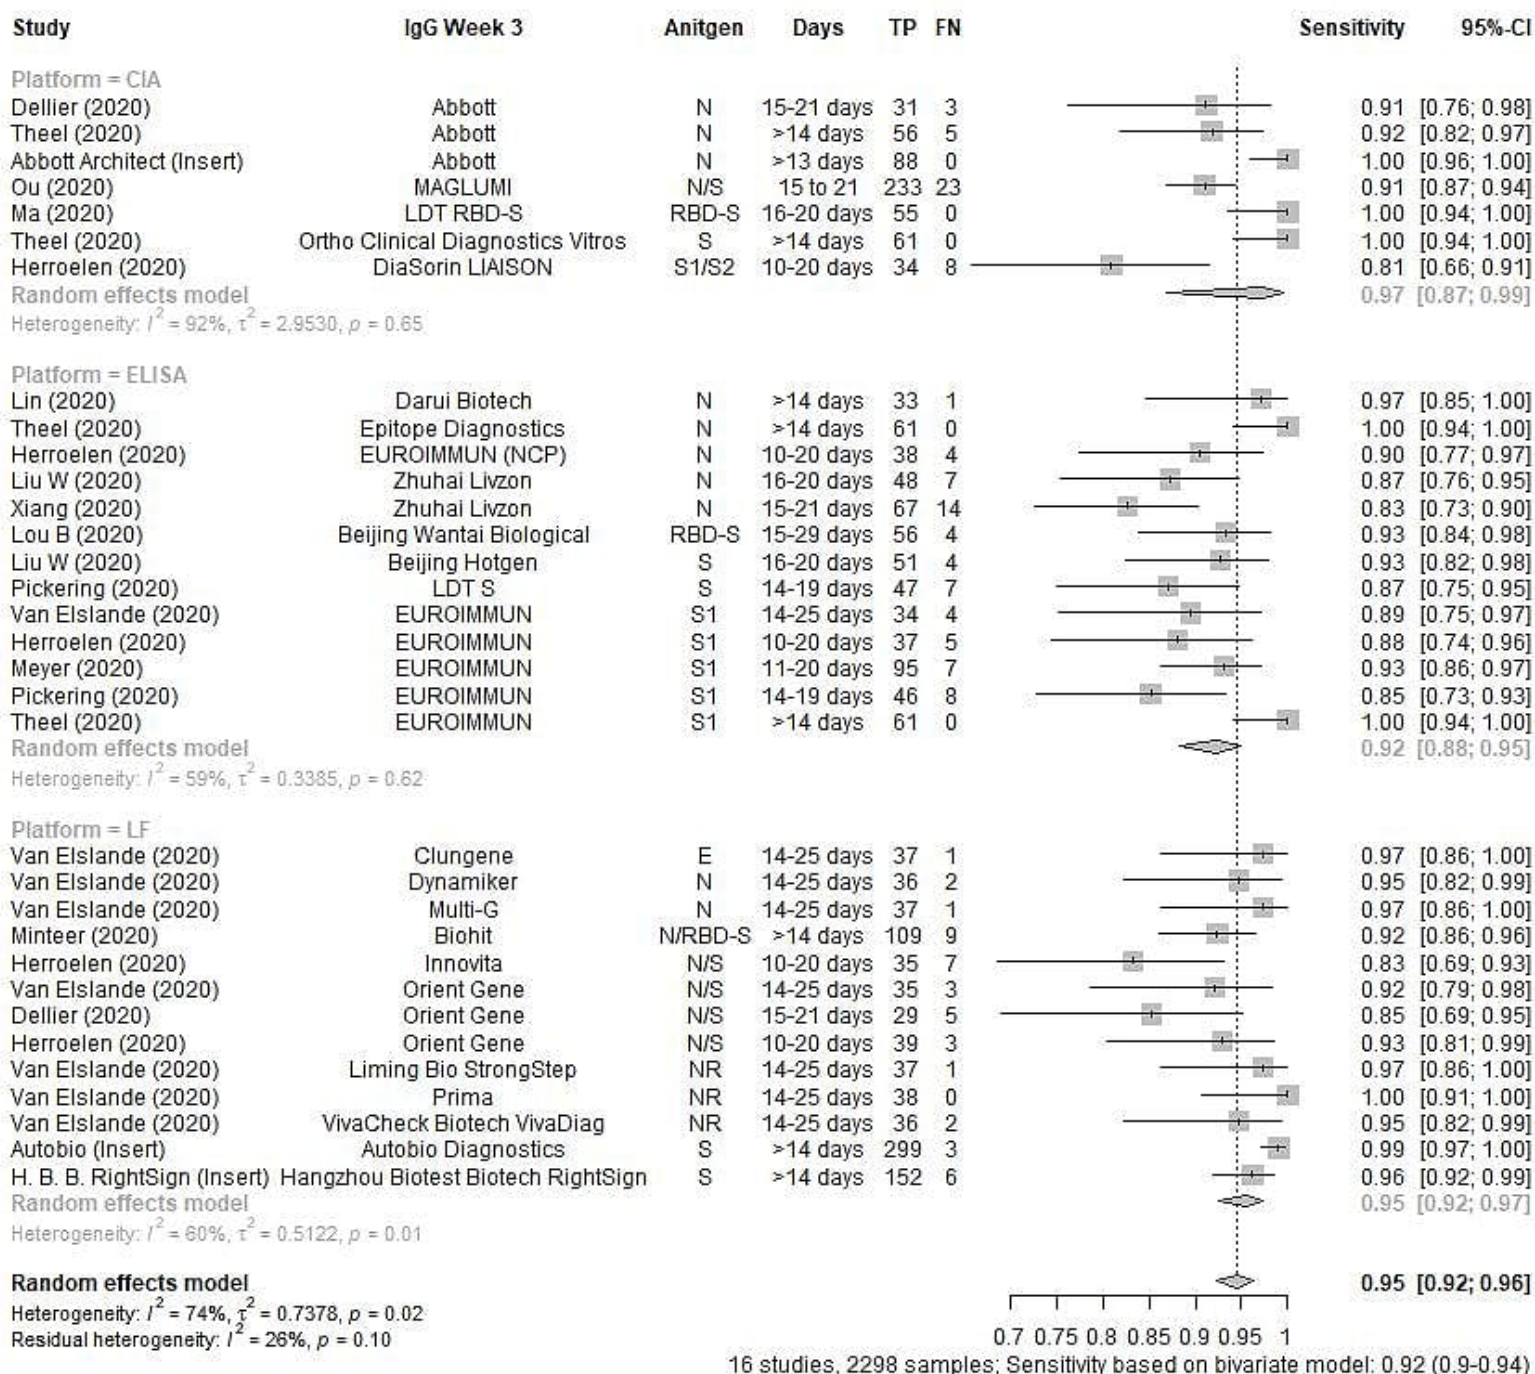 Study IgG Week 3 Anitgen Days TP FN Sensitivity 95%-CI
Platform = CIA
Dellier (2020) Abbott N 15-21 days 31 3 0.91 [0.76; 0.98]
Theel (2020) Abbott N >14 days 56 5 0.92 [0.82; 0.97]
Abbott Architect (Insert) Abbott N >13 days 88 0 1.00 [0.96; 1.00]
Ou (2020) MAGLUMI N/S 15 to 21 233 23 0.91 [0.87; 0.94]
Ma (2020) LDT RBD-S RBD-S 16-20 days 55 0 1.00 [0.94; 1.00]
Theel (2020) Ortho Clinical Diagnostics Vitros S >14 days 61 0 1.00 [0.94; 1.00]
Herroelen (2020) DiaSorin LIAISON S1/S2 10-20 days 34 8 0.81 [0.66; 0.91]
Random effects model 0.97 [0.87; 0.99]
Heterogeneity: I² = 92%, τ² = 2.9530, p = 0.65
Platform = ELISA
Lin (2020) Darui Biotech N >14 days 33 1 0.97 [0.85; 1.00]
Theel (2020) Epitope Diagnostics N >14 days 61 0 1.00 [0.94; 1.00]
Herroelen (2020) EUROIMMUN (NCP) N 10-20 days 38 4 0.90 [0.77; 0.97]
Liu W (2020) Zhuhai Livzon N 16-20 days 48 7 0.87 [0.76; 0.95]
Xiang (2020) Zhuhai Livzon N 15-21 days 67 14 0.83 [0.73; 0.90]
Lou B (2020) Beijing Wantai Biological RBD-S 15-29 days 56 4 0.93 [0.84; 0.98]
Liu W (2020) Beijing Hotgen S 16-20 days 51 4 0.93 [0.82; 0.98]
Pickering (2020) LDT S S 14-19 days 47 7 0.87 [0.75; 0.95]
Van Elslande (2020) EUROIMMUN S1 14-25 days 34 4 0.89 [0.75; 0.97]
Herroelen (2020) EUROIMMUN S1 10-20 days 37 5 0.88 [0.74; 0.96]
Meyer (2020) EUROIMMUN S1 11-20 days 95 7 0.93 [0.86; 0.97]
Pickering (2020) EUROIMMUN S1 14-19 days 46 8 0.85 [0.73; 0.93]
Theel (2020) EUROIMMUN S1 >14 days 61 0 1.00 [0.94; 1.00]
Random effects model 0.92 [0.88; 0.95]
Heterogeneity: I² = 59%, τ² = 0.3385, p = 0.62
Platform = LF
Van Elslande (2020) Clungene E 14-25 days 37 1 0.97 [0.86; 1.00]
Van Elslande (2020) Dynamiker N 14-25 days 36 2 0.95 [0.82; 0.99]
Van Elslande (2020) Multi-G N 14-25 days 37 1 0.97 [0.86; 1.00]
Minteer (2020) Biohit N/RBD-S >14 days 109 9 0.92 [0.86; 0.96]
Herroelen (2020) Innovita N/S 10-20 days 35 7 0.83 [0.69; 0.93]
Van Elslande (2020) Orient Gene N/S 14-25 days 35 3 0.92 [0.79; 0.98]
Dellier (2020) Orient Gene N/S 15-21 days 29 5 0.85 [0.69; 0.95]
Herroelen (2020) Orient Gene N/S 10-20 days 39 3 0.93 [0.81; 0.99]
Van Elslande (2020) Liming Bio StrongStep NR 14-25 days 37 1 0.97 [0.86; 1.00]
Van Elslande (2020) Prima NR 14-25 days 38 0 1.00 [0.91; 1.00]
Van Elslande (2020) VivaCheck Biotech VivaDiag NR 14-25 days 36 2 0.95 [0.82; 0.99]
Autobio (Insert) Autobio Diagnostics S >14 days 299 3 0.99 [0.97; 1.00]
H. B. B. RightSign (Insert) Hangzhou Biotest Biotech RightSign S >14 days 152 6 0.96 [0.92; 0.99]
Random effects model 0.95 [0.92; 0.97]
Heterogeneity: I² = 60%, τ² = 0.5122, p = 0.01
Random effects model 0.95 [0.92; 0.96]
Heterogeneity: I² = 74%, τ² = 0.7378, p = 0.02
Residual heterogeneity: I² = 26%, p = 0.10
0.7 0.75 0.8 0.85 0.9 0.95 1
16 studies, 2298 samples; Sensitivity based on bivariate model: 0.92 (0.9-0.94)